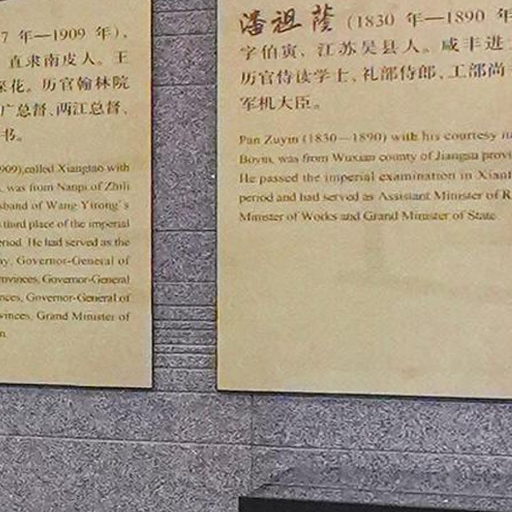 7 年—1909 年)，
直隶南皮人。王
探花。历官翰林院
广总督、两江总督、
书。
909),called Xiangtao with
was from Nanpi of Zhili
sband of Wang Yirong's
third place of the imperial
eriod. He had served as the
ay, Governor-General of
rovinces, Governor-General
nces, Governor-General of
vinces, Grand Minister of
n.
潘祖荫 (1830 年—1890 年
字伯寅、江苏吴县人。咸丰进
历官侍读学士、礼部侍郎、工部尚
军机大臣。
Pan Zuyin (1830—1890) with his courtesy
Boyin, was from Wuxian county of Jiangsu provi
He passed the imperial examination in Xianf
period and had served as Assistant Minister of R
Minister of Works and Grand Minister of State.